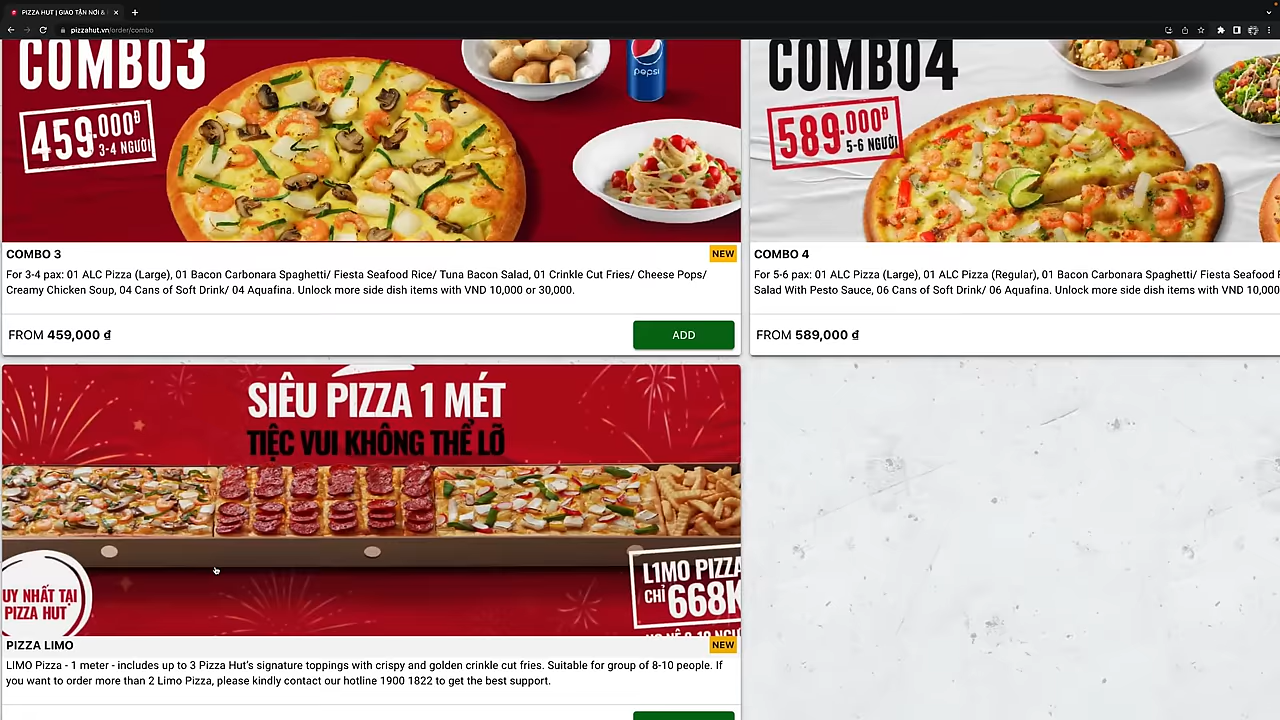 PIZZA HUT | GIAO TẬN NƠI &
pizzahut.vn/order/combo
COMBO3
459.000Đ
3-4 NGƯỜI
pepsi
COMBO 3
NEW
For 3-4 pax: 01 ALC Pizza (Large), 01 Bacon Carbonara Spaghetti/ Fiesta Seafood Rice/ Tuna Bacon Salad, 01 Crinkle Cut Fries/ Cheese Pops/
Creamy Chicken Soup, 04 Cans of Soft Drink/ 04 Aquafina. Unlock more side dish items with VND 10,000 or 30,000.
FROM 459,000 ₫
ADD
COMBO4
589.000Đ
5-6 NGƯỜI
COMBO 4
For 5-6 pax: 01 ALC Pizza (Large), 01 ALC Pizza (Regular), 01 Bacon Carbonara Spaghetti/ Fiesta Seafood
Salad With Pesto Sauce, 06 Cans of Soft Drink/ 06 Aquafina. Unlock more side dish items with VND 10,000
FROM 589,000 ₫
SIÊU PIZZA 1 MÉT
TIỆC VUI KHÔNG THỂ LỠ
UY NHẤT TẠI
PIZZA HUT
L1MO PIZZA
CHỈ 668K
PIZZA LIMO
NEW
LIMO Pizza - 1 meter - includes up to 3 Pizza Hut's signature toppings with crispy and golden crinkle cut fries. Suitable for group of 8-10 people. If
you want to order more than 2 Limo Pizza, please kindly contact our hotline 1900 1822 to get the best support.